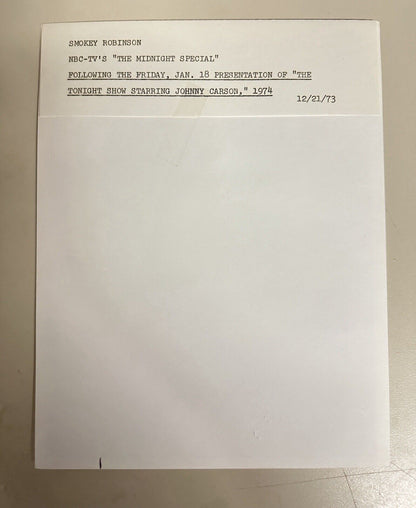 SMOKEY ROBINSON
NBC-TV'S "THE MIDNIGHT SPECIAL"
FOLLOWING THE FRIDAY, JAN. 18 PRESENTATION OF "THE
TONIGHT SHOW STARRING JOHNNY CARSON," 1974
12/21/73